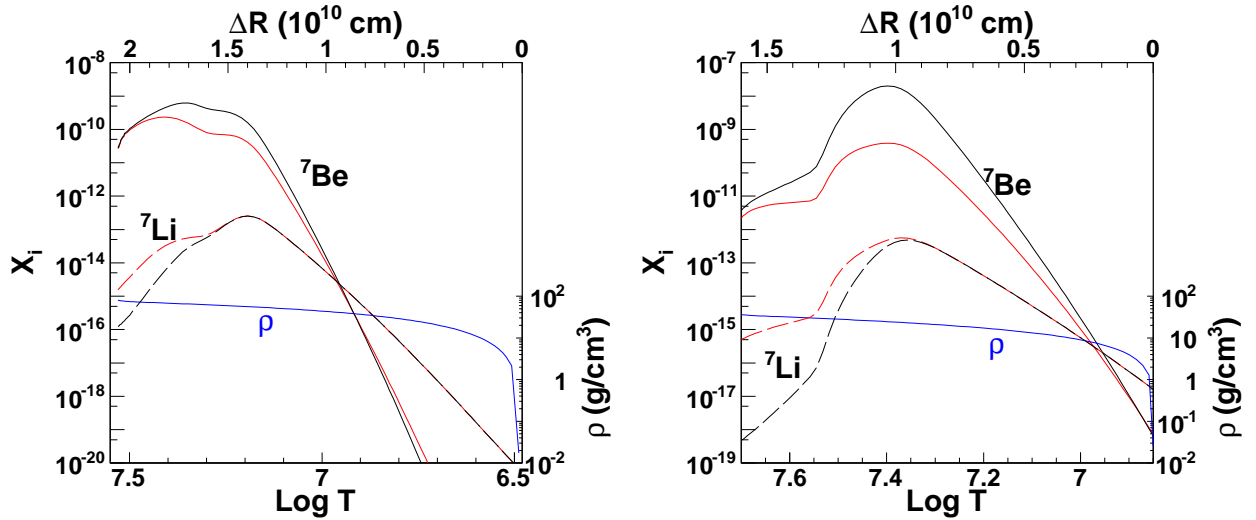 ΔR (10¹⁰ cm)
2 1.5 1 0.5 0
10⁻⁸
10⁻¹⁰
10⁻¹²
10⁻¹⁴
10⁻¹⁶
10⁻¹⁸
10⁻²⁰
Xᵢ
⁷Be
⁷Li
ρ
10²
10
1
10⁻¹
10⁻²
ρ (g/cm³)
7.5 7 6.5
Log T
ΔR (10¹⁰ cm)
1.5 1 0.5 0
10⁻⁷
10⁻⁹
10⁻¹¹
10⁻¹³
10⁻¹⁵
10⁻¹⁷
10⁻¹⁹
Xᵢ
⁷Be
⁷Li
ρ
10²
10
1
10⁻¹
10⁻²
ρ (g/cm³)
7.6 7.4 7.2 7
Log T